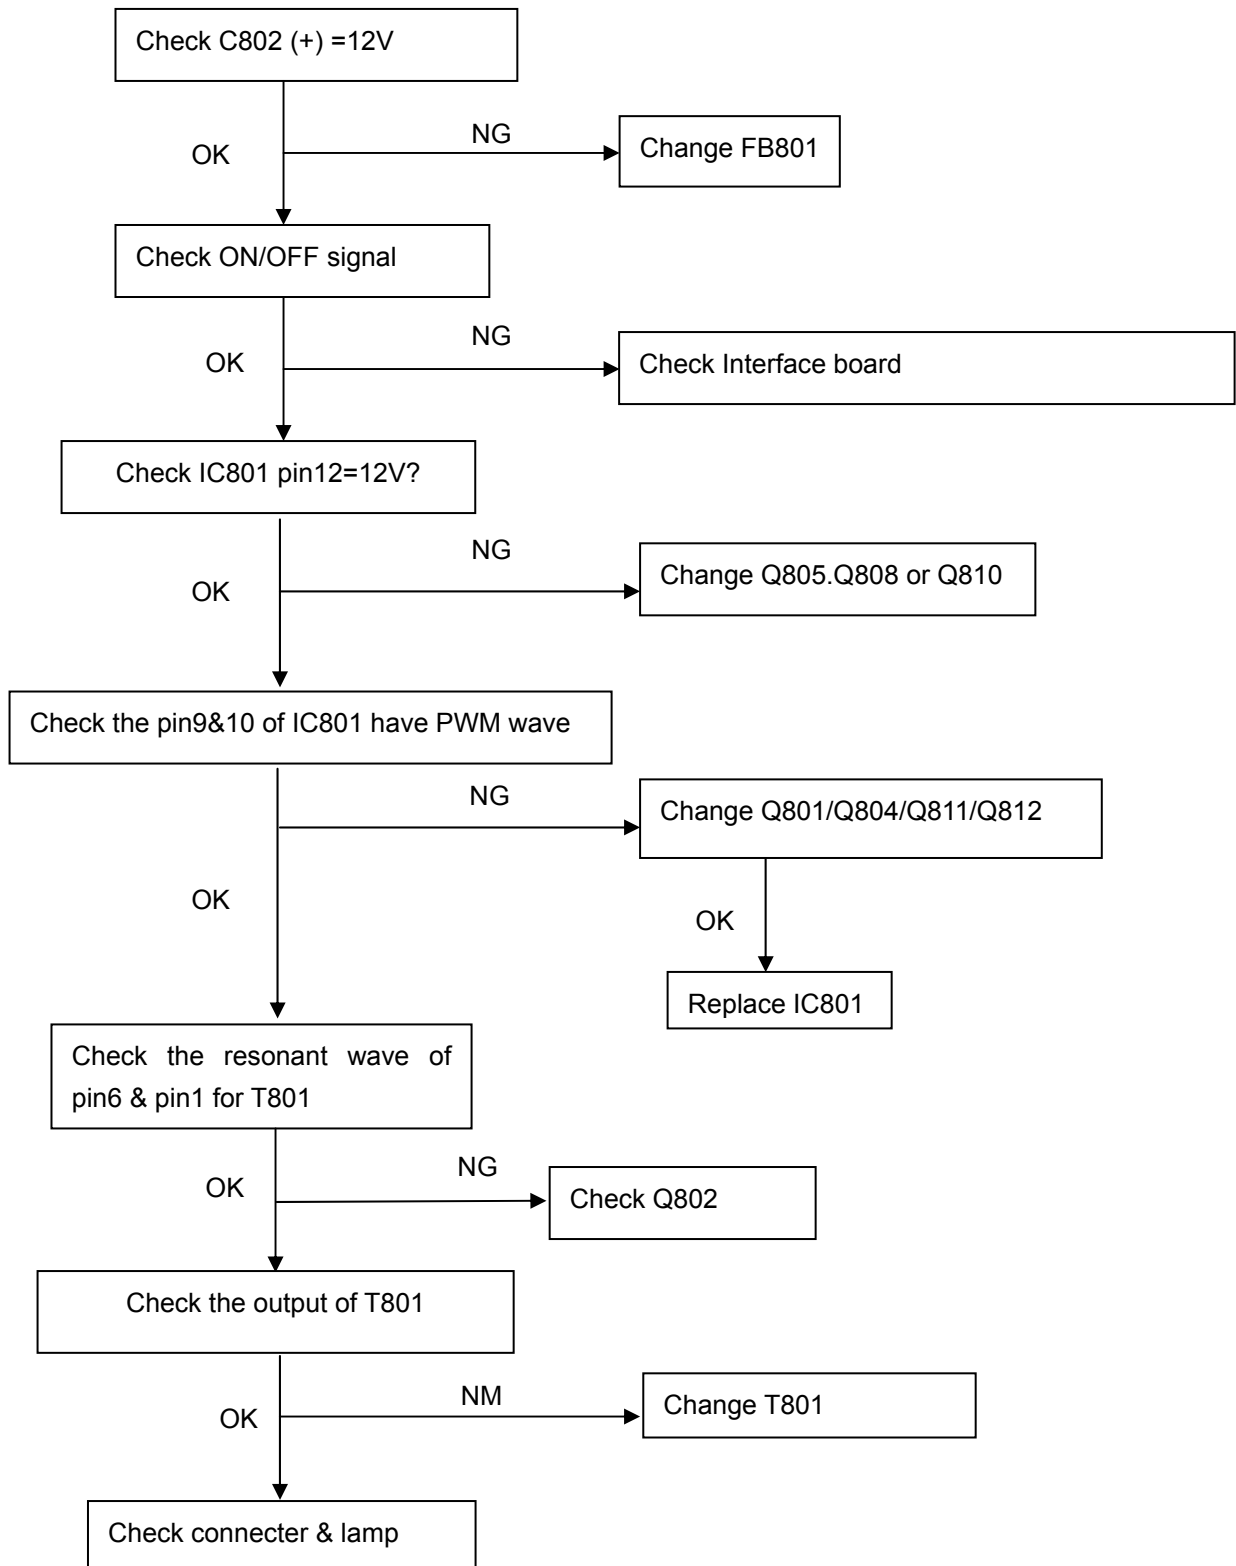 Check C802 (+) =12V
NG
OK
Change FB801
Check ON/OFF signal
NG
OK
Check Interface board
Check IC801 pin12=12V?
NG
OK
Change Q805.Q808 or Q810
Check the pin9&10 of IC801 have PWM wave
NG
Change Q801/Q804/Q811/Q812
OK
OK
Replace IC801
Check the resonant wave of
pin6 & pin1 for T801
NG
OK
Check Q802
Check the output of T801
NM
OK
Change T801
Check connecter & lamp